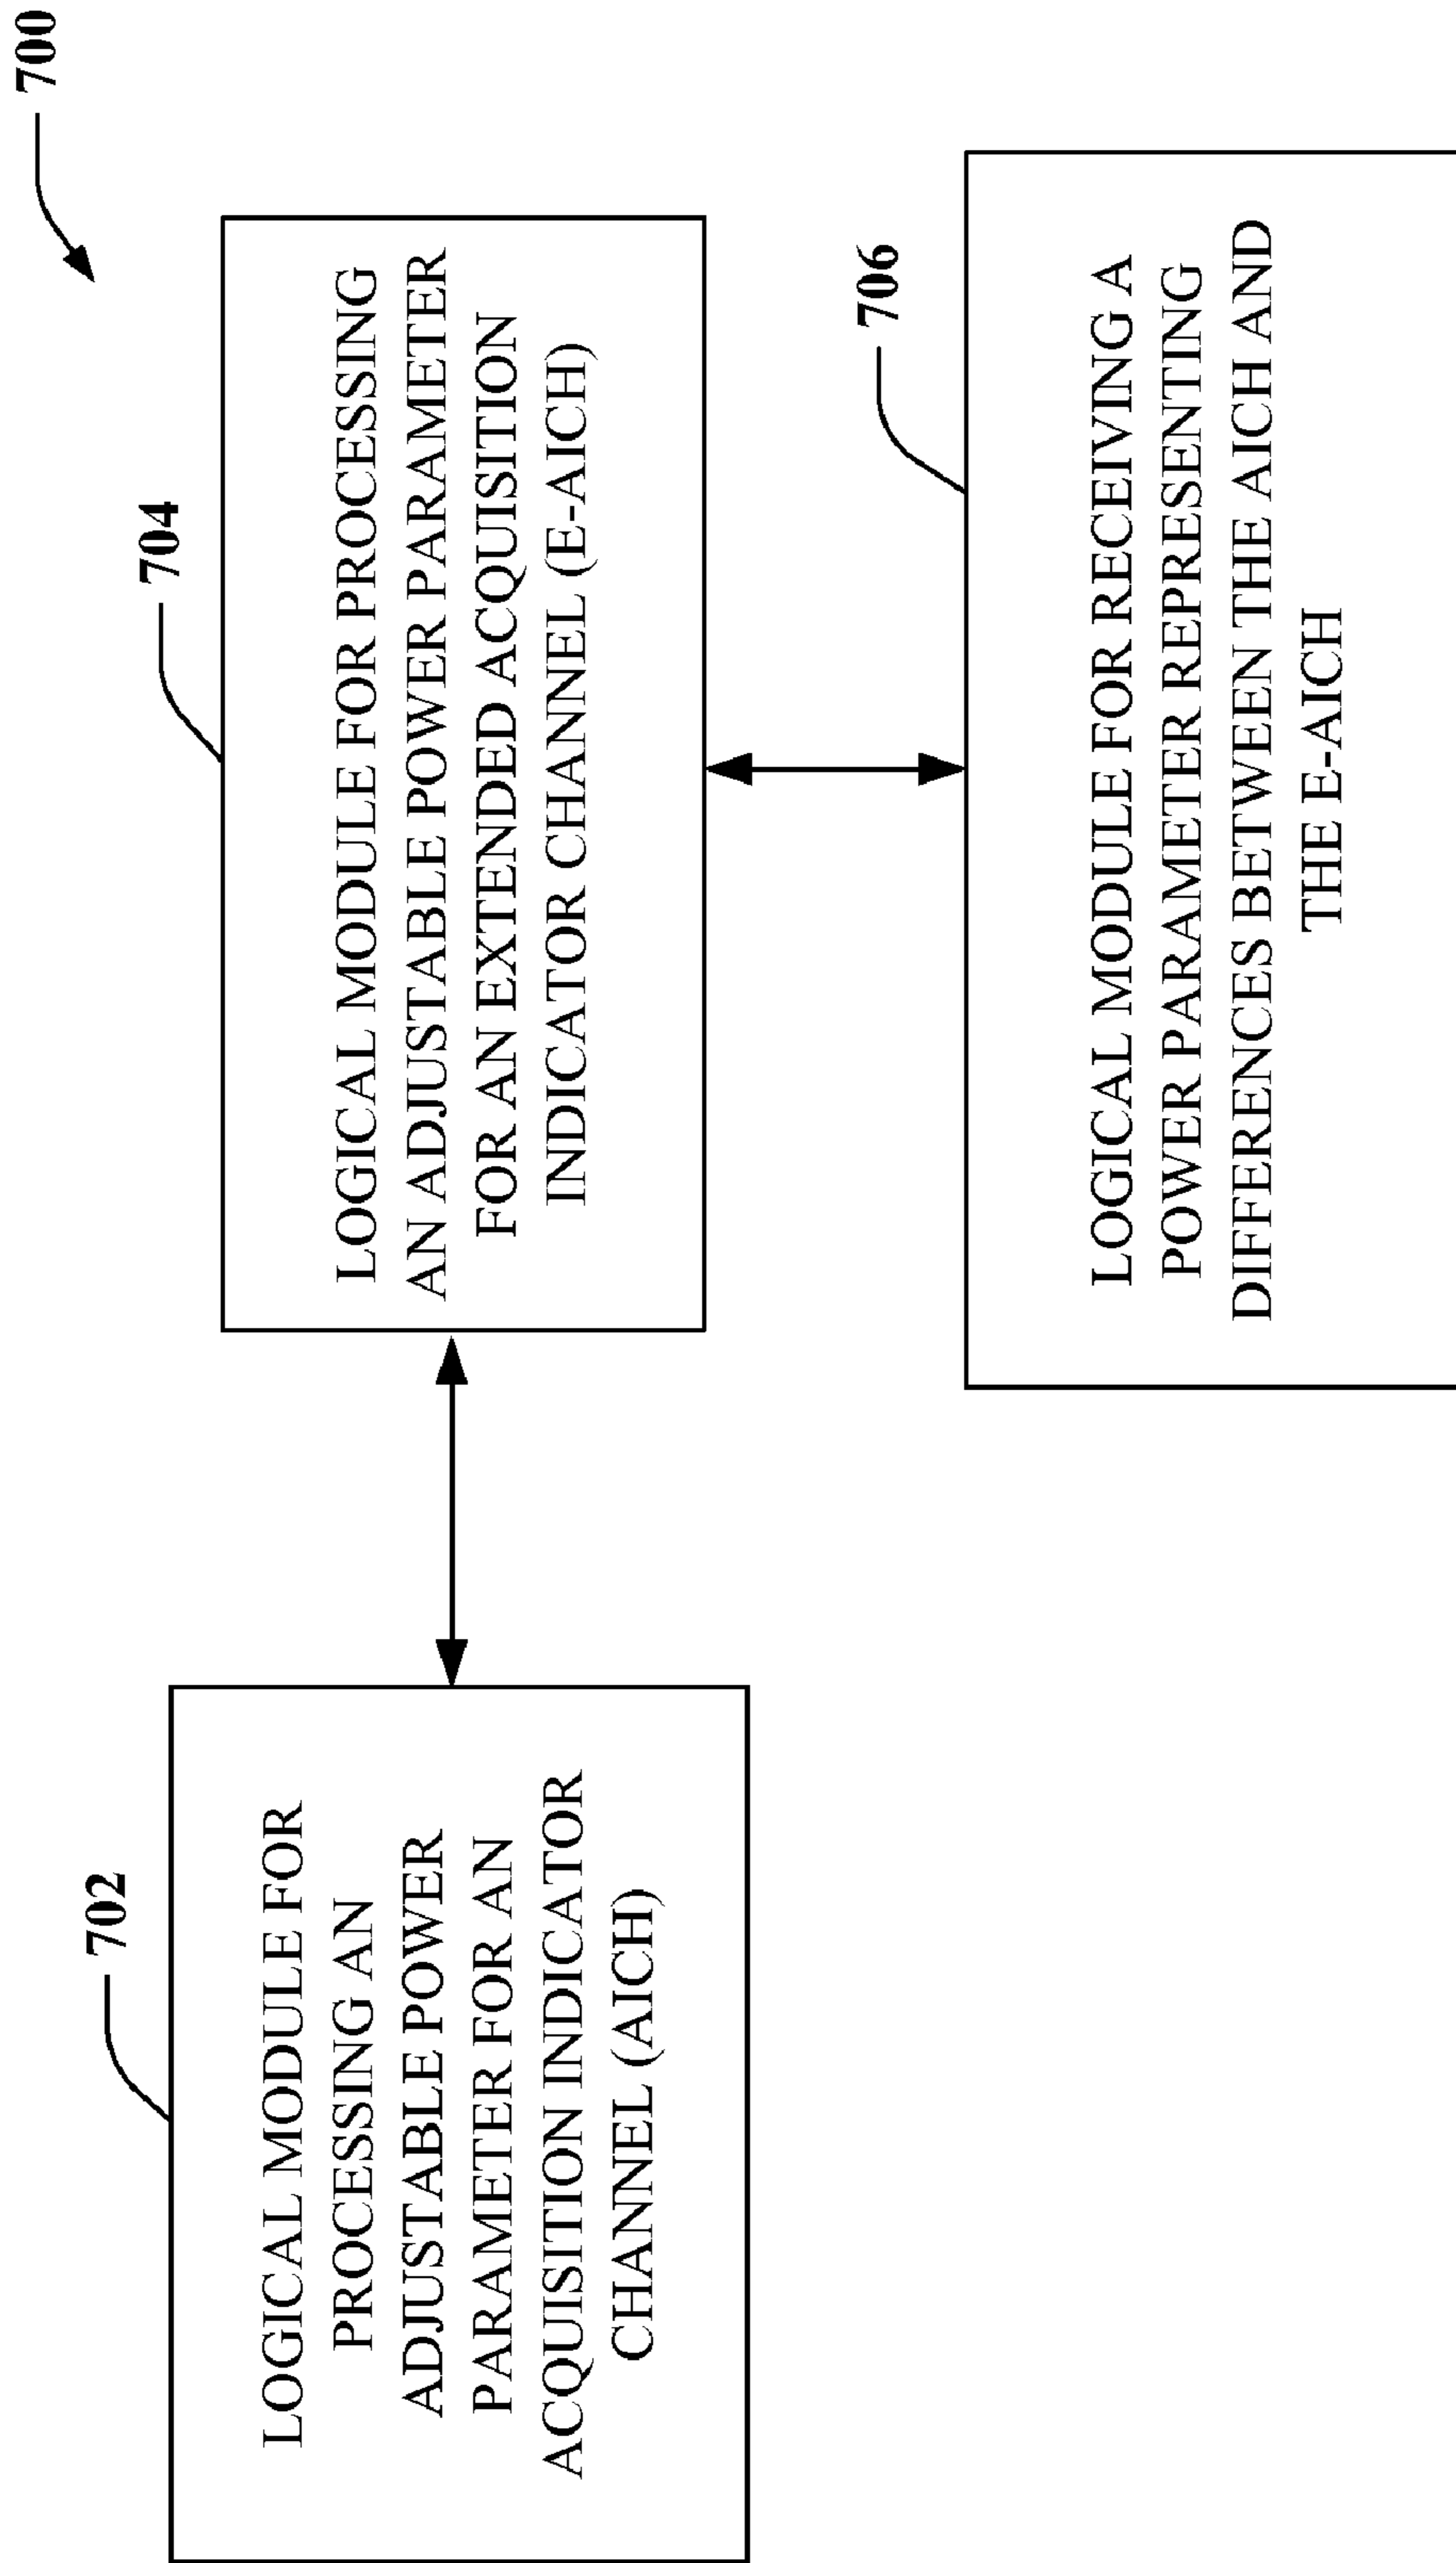 700
702
LOGICAL MODULE FOR
PROCESSING AN
ADJUSTABLE POWER
PARAMETER FOR AN
ACQUISITION INDICATOR
CHANNEL (AICH)
704
LOGICAL MODULE FOR PROCESSING
AN ADJUSTABLE POWER PARAMETER
FOR AN EXTENDED ACQUISITION
INDICATOR CHANNEL (E-AICH)
706
LOGICAL MODULE FOR RECEIVING A
POWER PARAMETER REPRESENTING
DIFFERENCES BETWEEN THE AICH AND
THE E-AICH